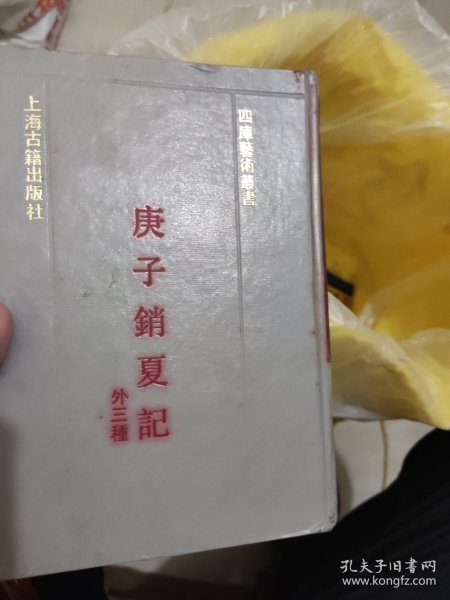 四庫藝術叢書
庚子銷夏記
外三種
上海古籍出版社
孔夫子旧书网
www.kongfz.com